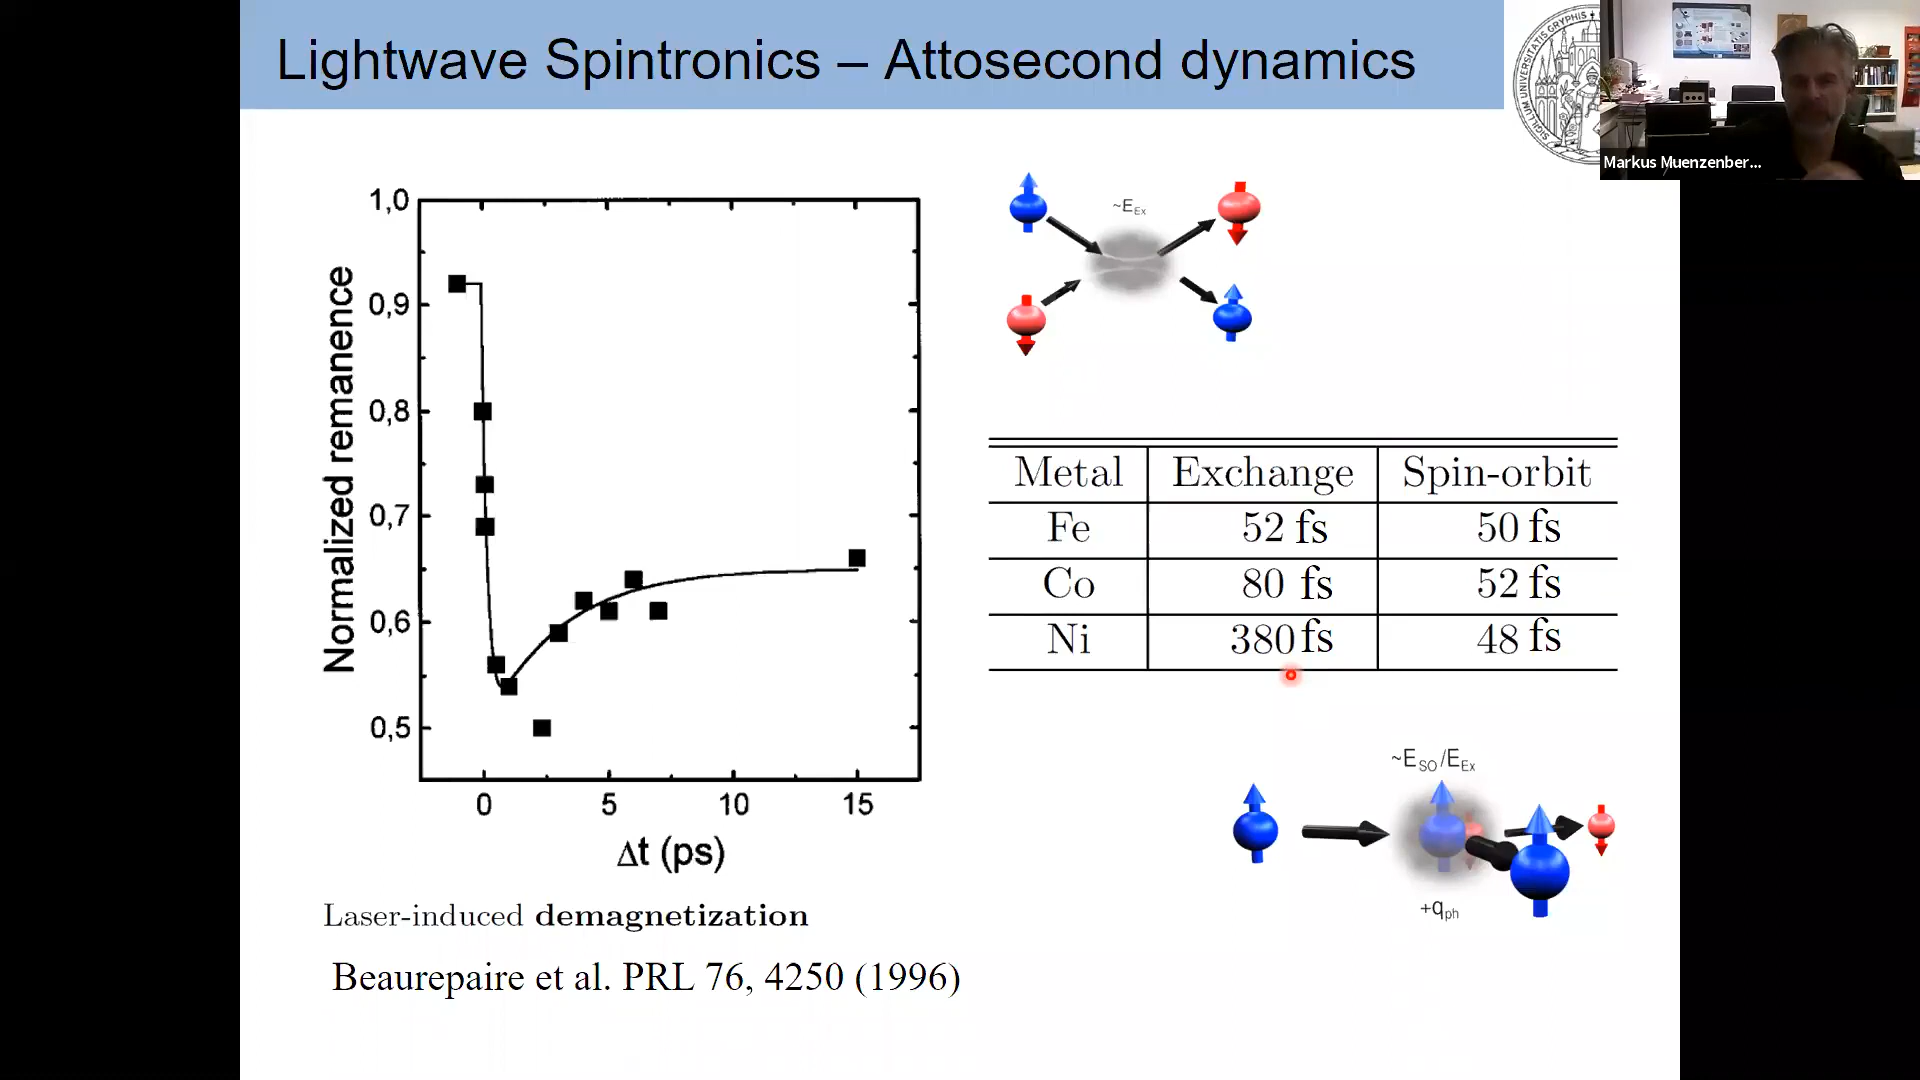 Lightwave Spintronics – Attosecond dynamics
Markus Muenzenber...
SIGILLUM UNIVERSITATIS GRYPHIS
1,0
0,9
0,8
0,7
0,6
0,5
Normalized remanence
0 5 10 15
Δt (ps)
Laser-induced demagnetization
Beaurepaire et al. PRL 76, 4250 (1996)
~E_Ex
Metal Exchange Spin-orbit
Fe 52 fs 50 fs
Co 80 fs 52 fs
Ni 380 fs 48 fs
~E_SO/E_Ex
+q_ph